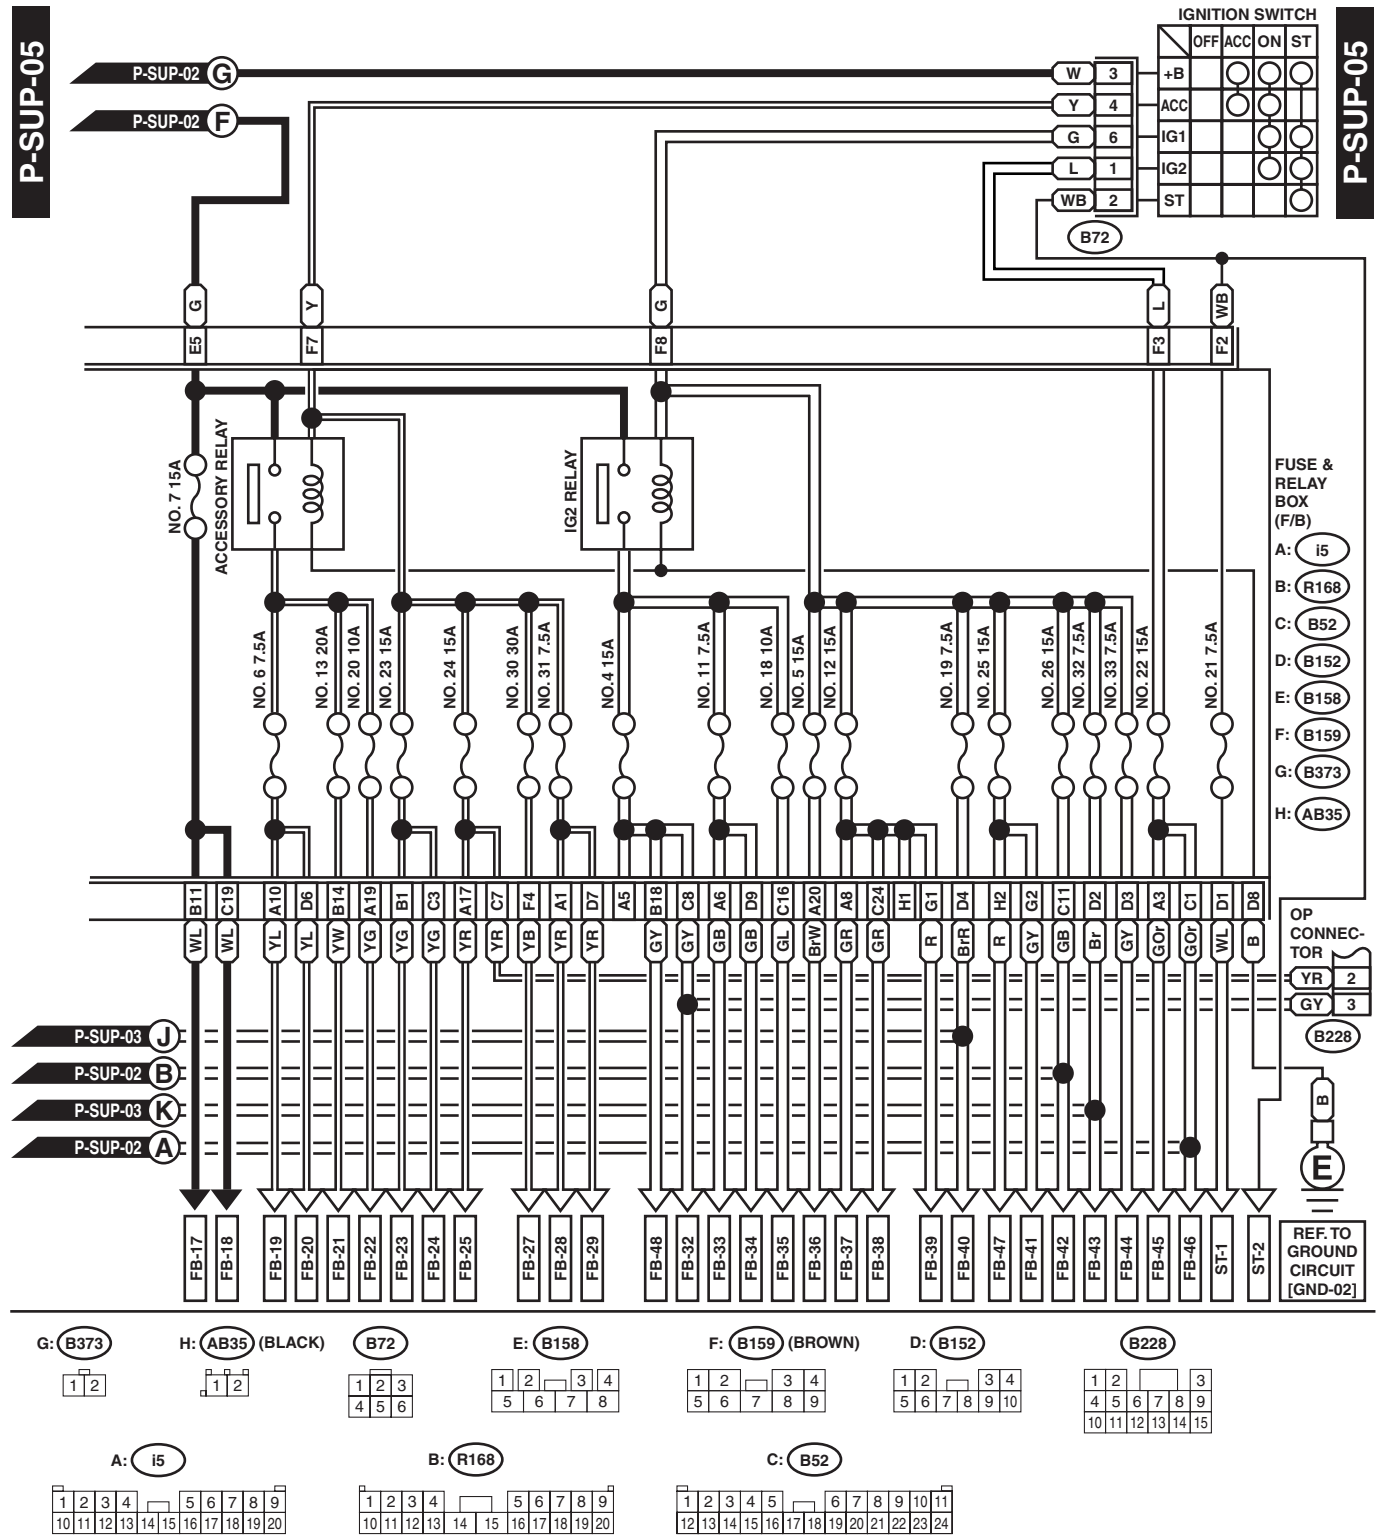 P-SUP-05
P-SUP-05
IGNITION SWITCH
OFF ACC ON ST
P-SUP-02 G
W 3 +B
Y 4 ACC
P-SUP-02 F
G 6 IG1
L 1 IG2
WB 2 ST
B72
G Y G L WB
E5 F7 F8 F3 F2
NO. 7 15A
ACCESSORY RELAY
IG2 RELAY
FUSE &
RELAY
BOX
(F/B)
A: i5
B: R168
C: B52
D: B152
E: B158
F: B159
G: B373
H: AB35
NO. 6 7.5A
NO. 13 20A
NO. 20 10A
NO. 23 15A
NO. 24 15A
NO. 30 30A
NO. 31 7.5A
NO.4 15A
NO. 11 7.5A
NO. 18 10A
NO. 5 15A
NO. 12 15A
NO. 19 7.5A
NO. 25 15A
NO. 26 15A
NO. 32 7.5A
NO. 33 7.5A
NO. 22 15A
NO. 21 7.5A
B11 C19 A10 D6 B14 A19 B1 C3 A17 C7 F4 A1 D7 A5 B18 C8 A6 D9 C16 A20 A8 C24 H1 G1 D4 H2 G2 C11 D2 D3 A3 C1 D1 D8
WL WL YL YL YW YG YG YG YR YR YB YR YR GY GY GB GB GL BrW GR GR R BrR R GY GB Br GY GOr GOr WL B
OP
CONNEC-
TOR
YR 2
GY 3
B228
P-SUP-03 J
P-SUP-02 B
P-SUP-03 K
P-SUP-02 A
B
E
FB-17 FB-18 FB-19 FB-20 FB-21 FB-22 FB-23 FB-24 FB-25 FB-27 FB-28 FB-29 FB-48 FB-32 FB-33 FB-34 FB-35 FB-36 FB-37 FB-38 FB-39 FB-40 FB-47 FB-41 FB-42 FB-43 FB-44 FB-45 FB-46 ST-1 ST-2
REF. TO
GROUND
CIRCUIT
[GND-02]
G: B373
1 2
H: AB35 (BLACK)
1 2
B72
1 2 3
4 5 6
E: B158
1 2 3 4
5 6 7 8
F: B159 (BROWN)
1 2 3 4
5 6 7 8 9
D: B152
1 2 3 4
5 6 7 8 9 10
B228
1 2 3
4 5 6 7 8 9
10 11 12 13 14 15
A: i5
1 2 3 4 5 6 7 8 9
10 11 12 13 14 15 16 17 18 19 20
B: R168
1 2 3 4 5 6 7 8 9
10 11 12 13 14 15 16 17 18 19 20
C: B52
1 2 3 4 5 6 7 8 9 10 11
12 13 14 15 16 17 18 19 20 21 22 23 24